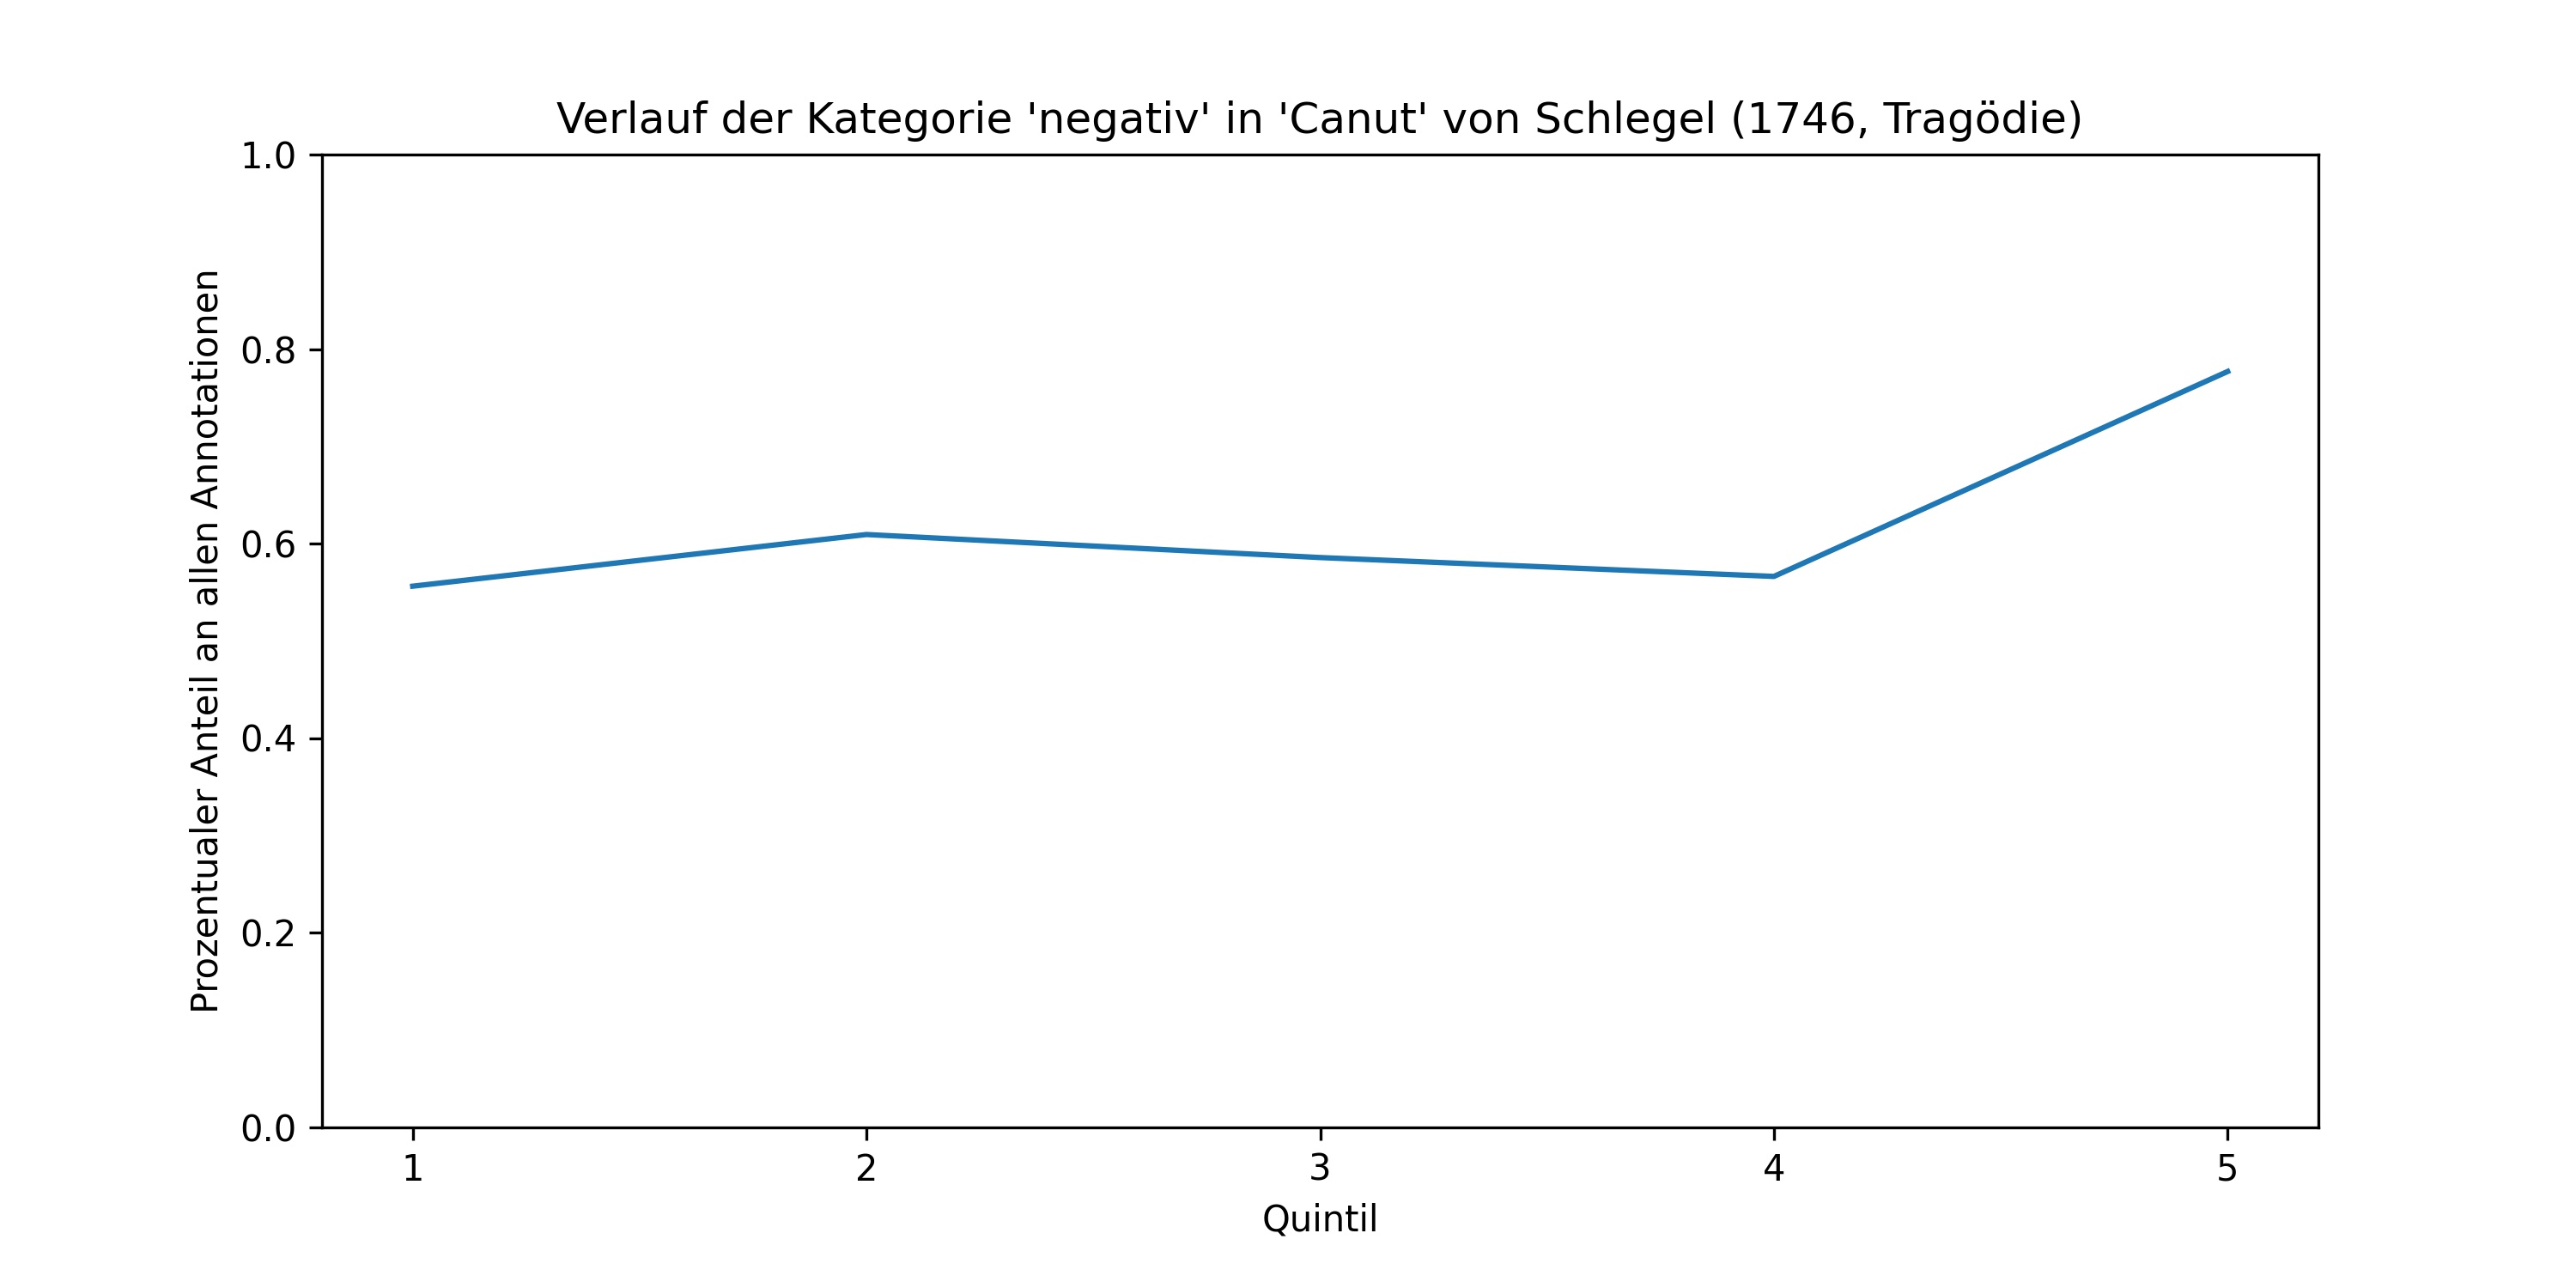 Verlauf der Kategorie 'negativ' in 'Canut' von Schlegel (1746, Tragödie)
Prozentualer Anteil an allen Annotationen
1.0
0.8
0.6
0.4
0.2
0.0
1 2 3 4 5
Quintil